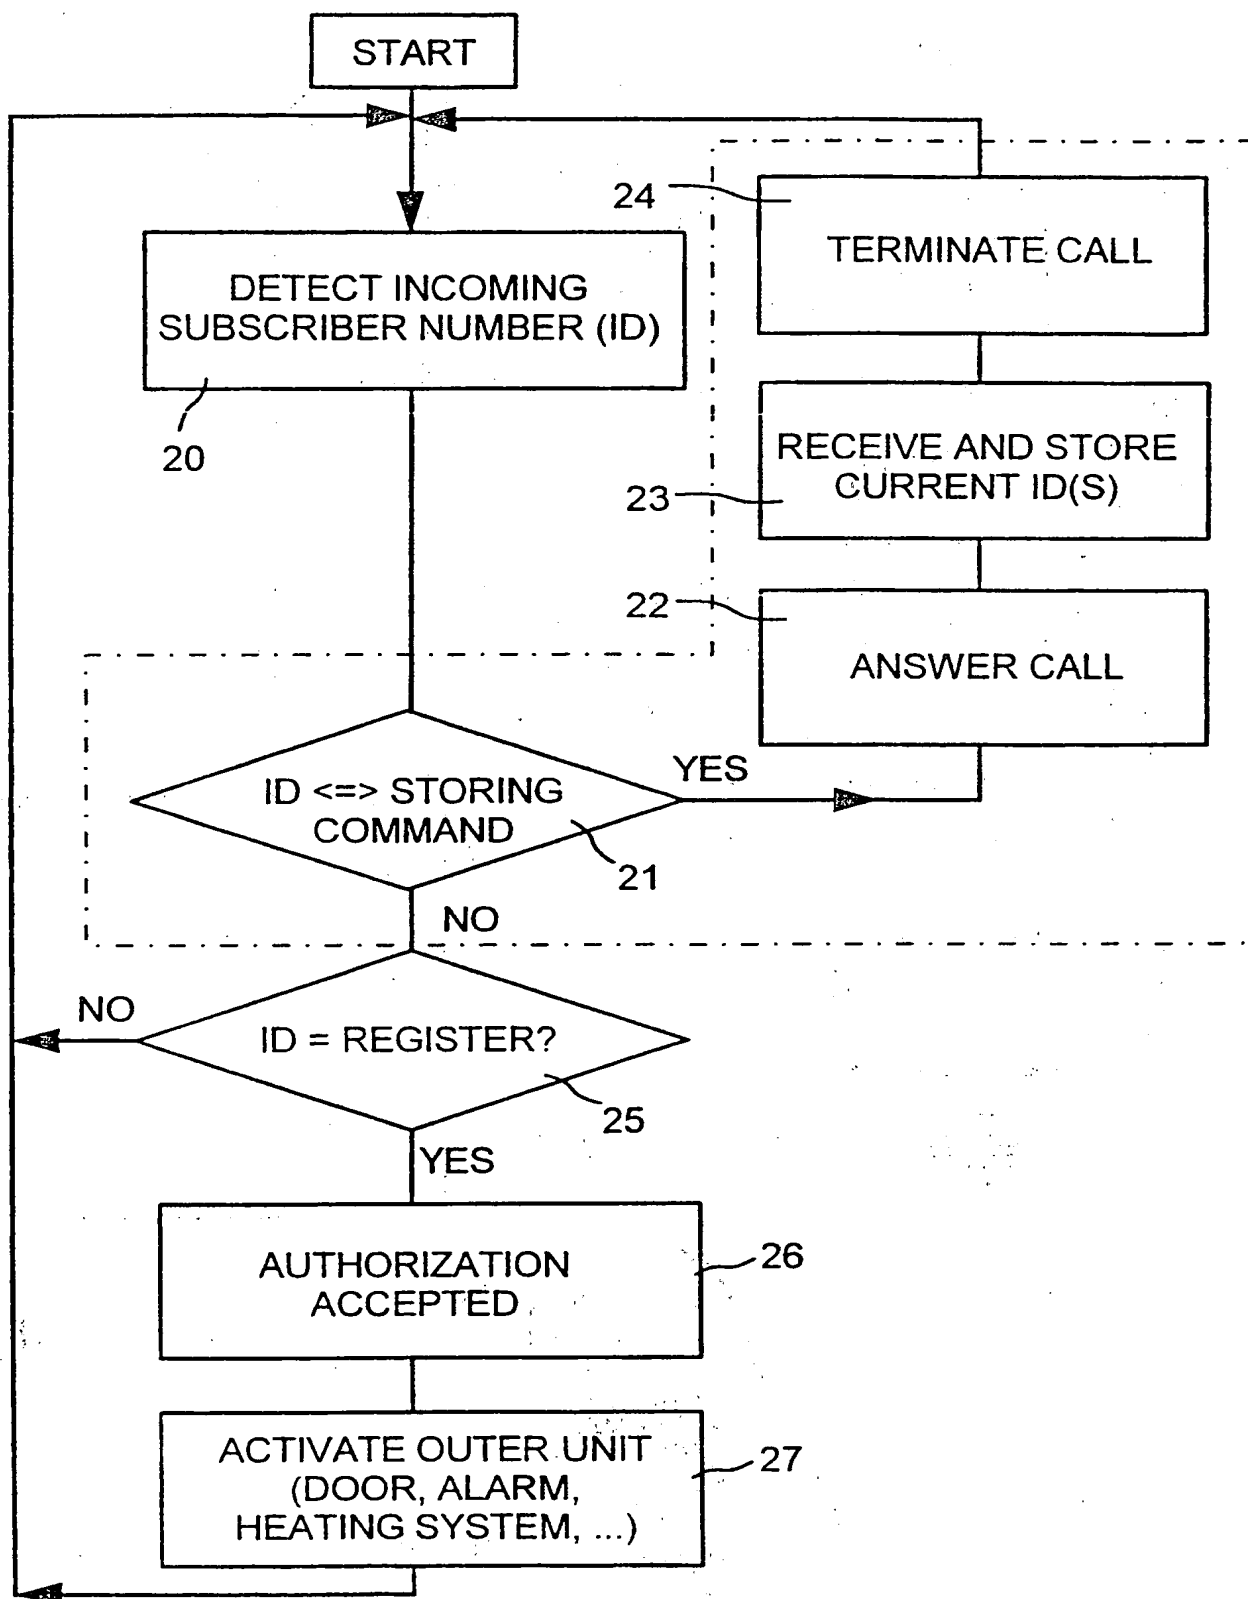 START
24
TERMINATE CALL
DETECT INCOMING
SUBSCRIBER NUMBER (ID)
20
RECEIVE AND STORE
CURRENT ID(S)
23
22
ANSWER CALL
YES
ID <=> STORING
COMMAND
21
NO
NO
ID = REGISTER?
25
YES
AUTHORIZATION
ACCEPTED
26
ACTIVATE OUTER UNIT
(DOOR, ALARM,
HEATING SYSTEM, ...)
27